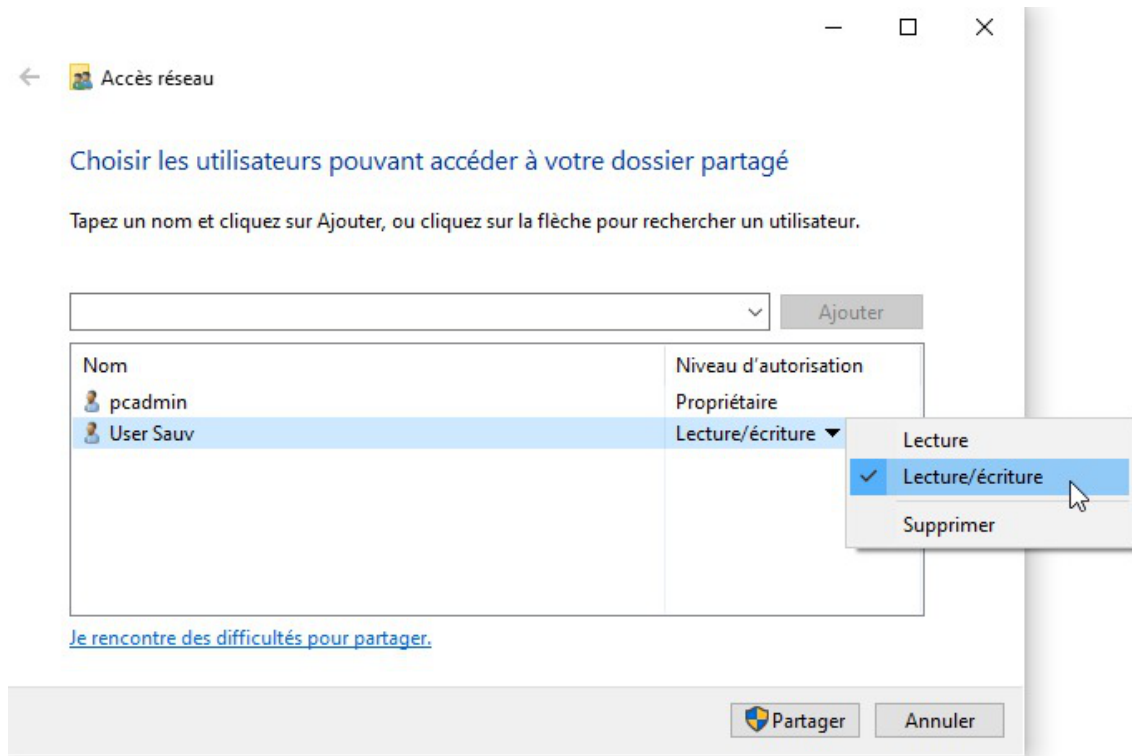 Accès réseau
Choisir les utilisateurs pouvant accéder à votre dossier partagé
Tapez un nom et cliquez sur Ajouter, ou cliquez sur la flèche pour rechercher un utilisateur.
Ajouter
Nom Niveau d'autorisation
pcadmin Propriétaire
User Sauv Lecture/écriture
Lecture
Lecture/écriture
Supprimer
Je rencontre des difficultés pour partager.
Partager Annuler